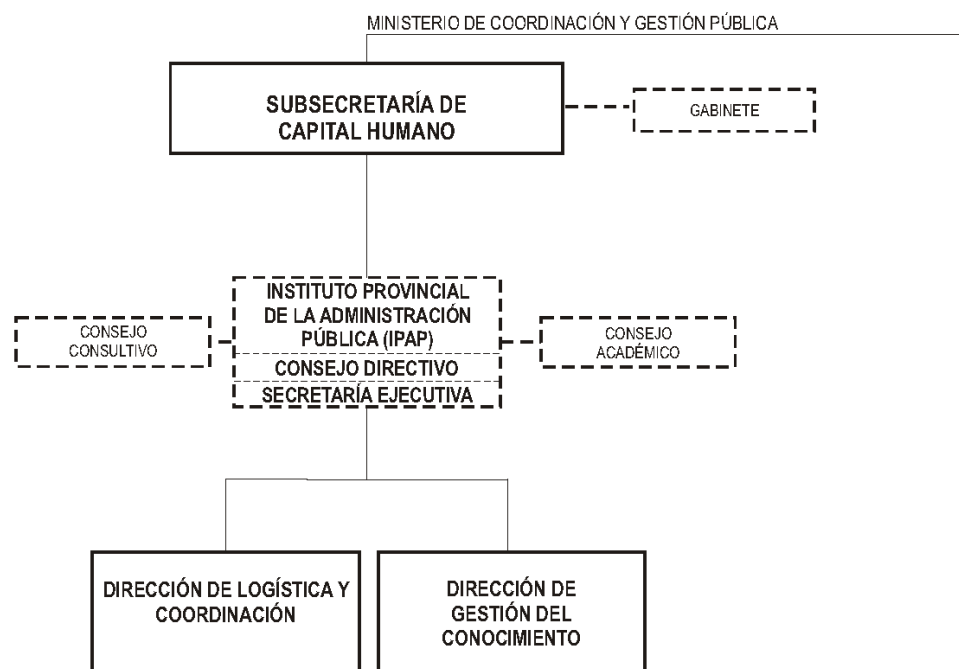 MINISTERIO DE COORDINACIÓN Y GESTIÓN PÚBLICA
SUBSECRETARÍA DE
CAPITAL HUMANO
GABINETE
INSTITUTO PROVINCIAL
DE LA ADMINISTRACIÓN
PÚBLICA (IPAP)
CONSEJO DIRECTIVO
SECRETARÍA EJECUTIVA
CONSEJO
CONSULTIVO
CONSEJO
ACADÉMICO
DIRECCIÓN DE LOGÍSTICA Y
COORDINACIÓN
DIRECCIÓN DE
GESTIÓN DEL
CONOCIMIENTO